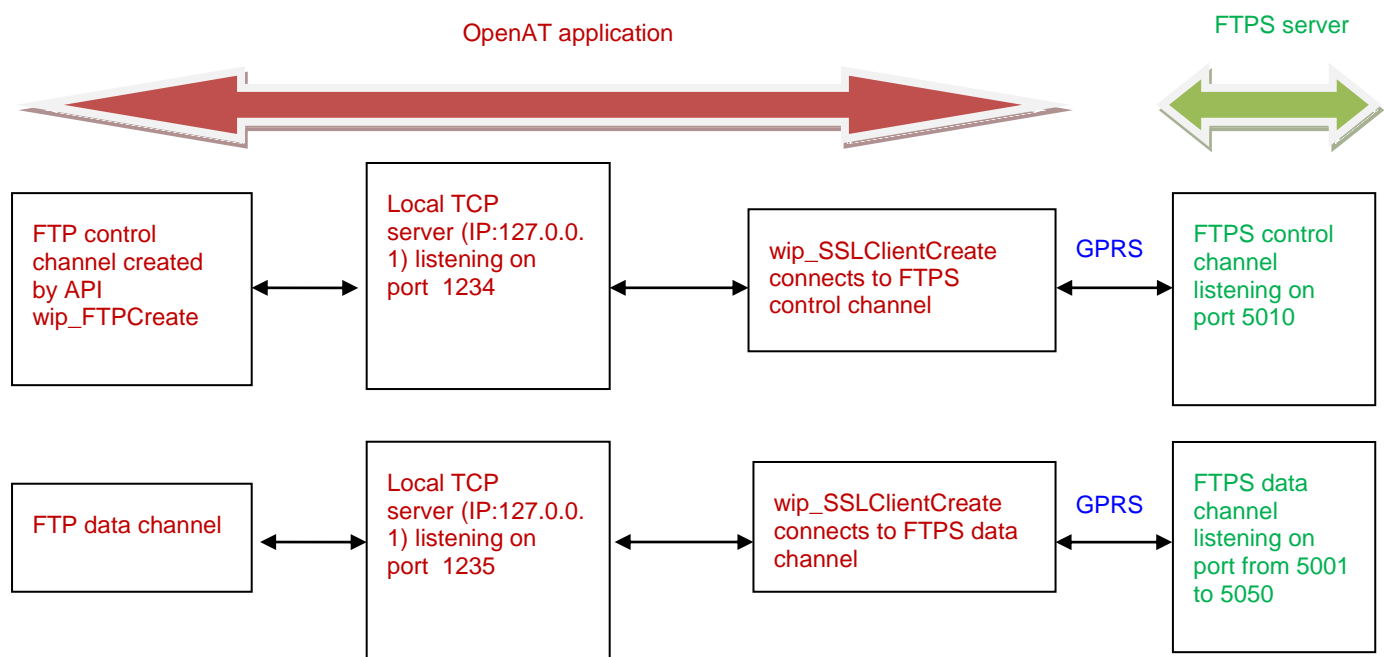 OpenAT application
FTPS server
FTP control
channel created
by API
wip_FTPCreate
Local TCP
server (IP:127.0.0.
1) listening on
port 1234
wip_SSLClientCreate
connects to FTPS
control channel
GPRS
FTPS control
channel
listening on
port 5010
FTP data channel
Local TCP
server (IP:127.0.0.
1) listening on
port 1235
wip_SSLClientCreate
connects to FTPS data
channel
GPRS
FTPS data
channel
listening on
port from 5001
to 5050